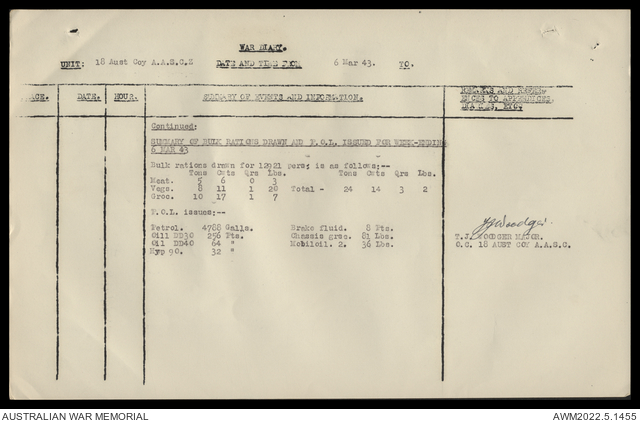 WAR DIARY.
UNIT: 18 Aust Coy A.A.S.C. DATE AND TIME FROM 6 Mar 43. TO.
DATE. HOUR. SUMMARY OF EVENTS AND INFORMATION.
Continued:
SUMMARY OF BULK RATIONS DRAWN AND P.O.L. ISSUED FOR WEEK-ENDING
6 MAR 43
Bulk rations drawn for 12921 pers; is as follows;--
Tons Cwts Qrs Lbs. Tons Cwts Qrs Lbs.
Meat. 5 6 0 3
Vegs. 8 11 1 20 Total - 24 14 3 2
Groc. 10 17 1 7
P.O.L. issues;--
Petrol. 4788 Galls. Brake fluid. 8 Pts.
Oill DD30 256 Pts. Chassis grse. 81 Lbs.
Oil DD40 64 " Mobiloil. 2. 36 Lbs.
Hyp 90. 32 "
T.J. WOODGER MAJOR.
O.C. 18 AUST COY A.A.S.C.
AUSTRALIAN WAR MEMORIAL
AWM2022.5.1455